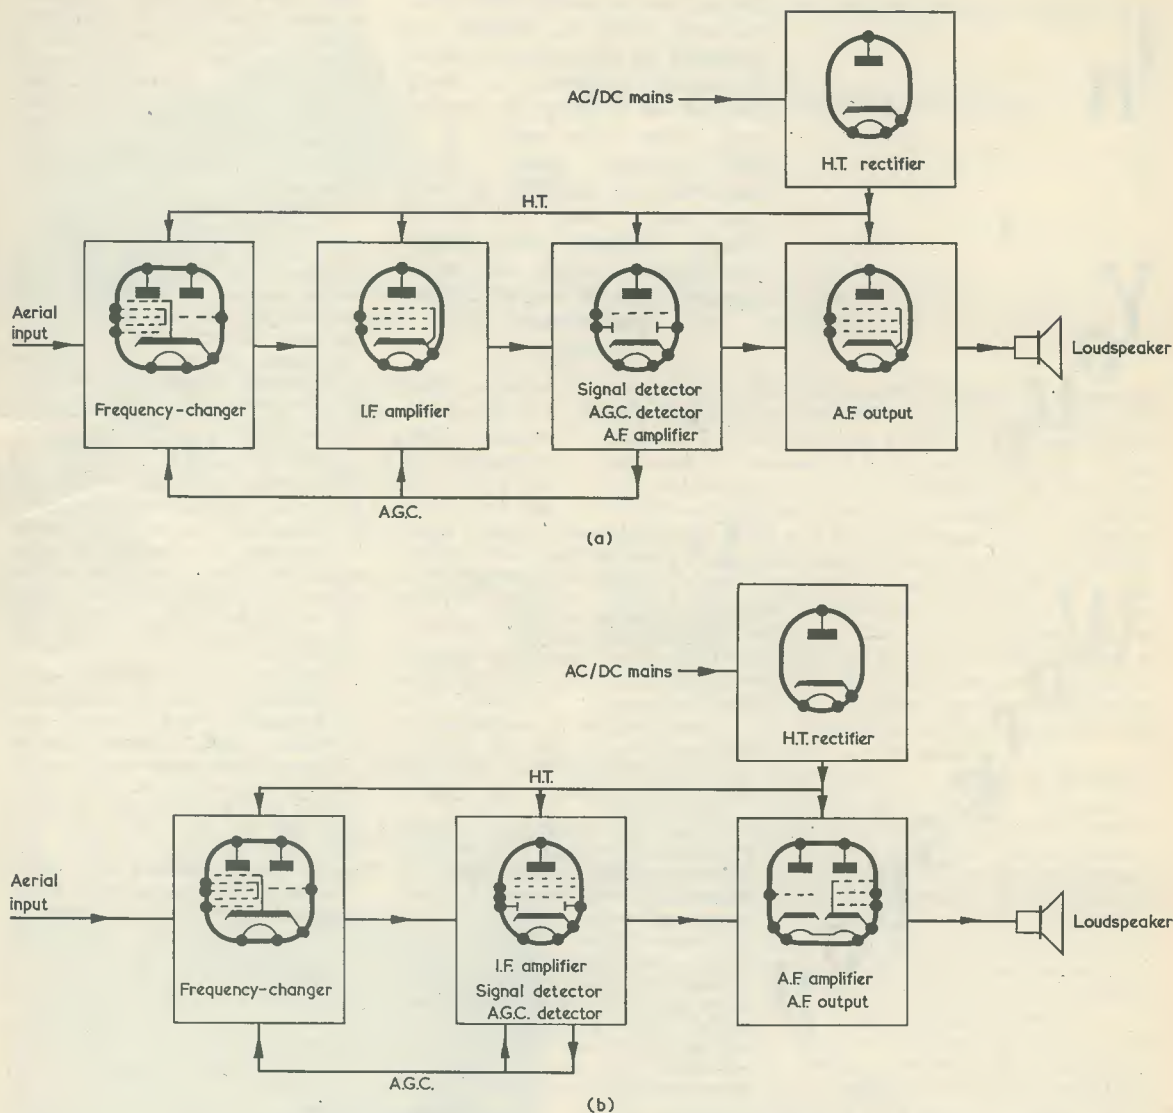 AC/DC mains
H.T. rectifier
H.T.
Aerial
input
Frequency-changer
I.F. amplifier
Signal detector
A.G.C. detector
A.F. amplifier
A.F. output
Loudspeaker
A.G.C.
(a)
AC/DC mains
H.T. rectifier
H.T.
Aerial
input
Frequency-changer
I.F. amplifier
Signal detector
A.G.C. detector
A.F. amplifier
A.F. output
Loudspeaker
A.G.C.
(b)